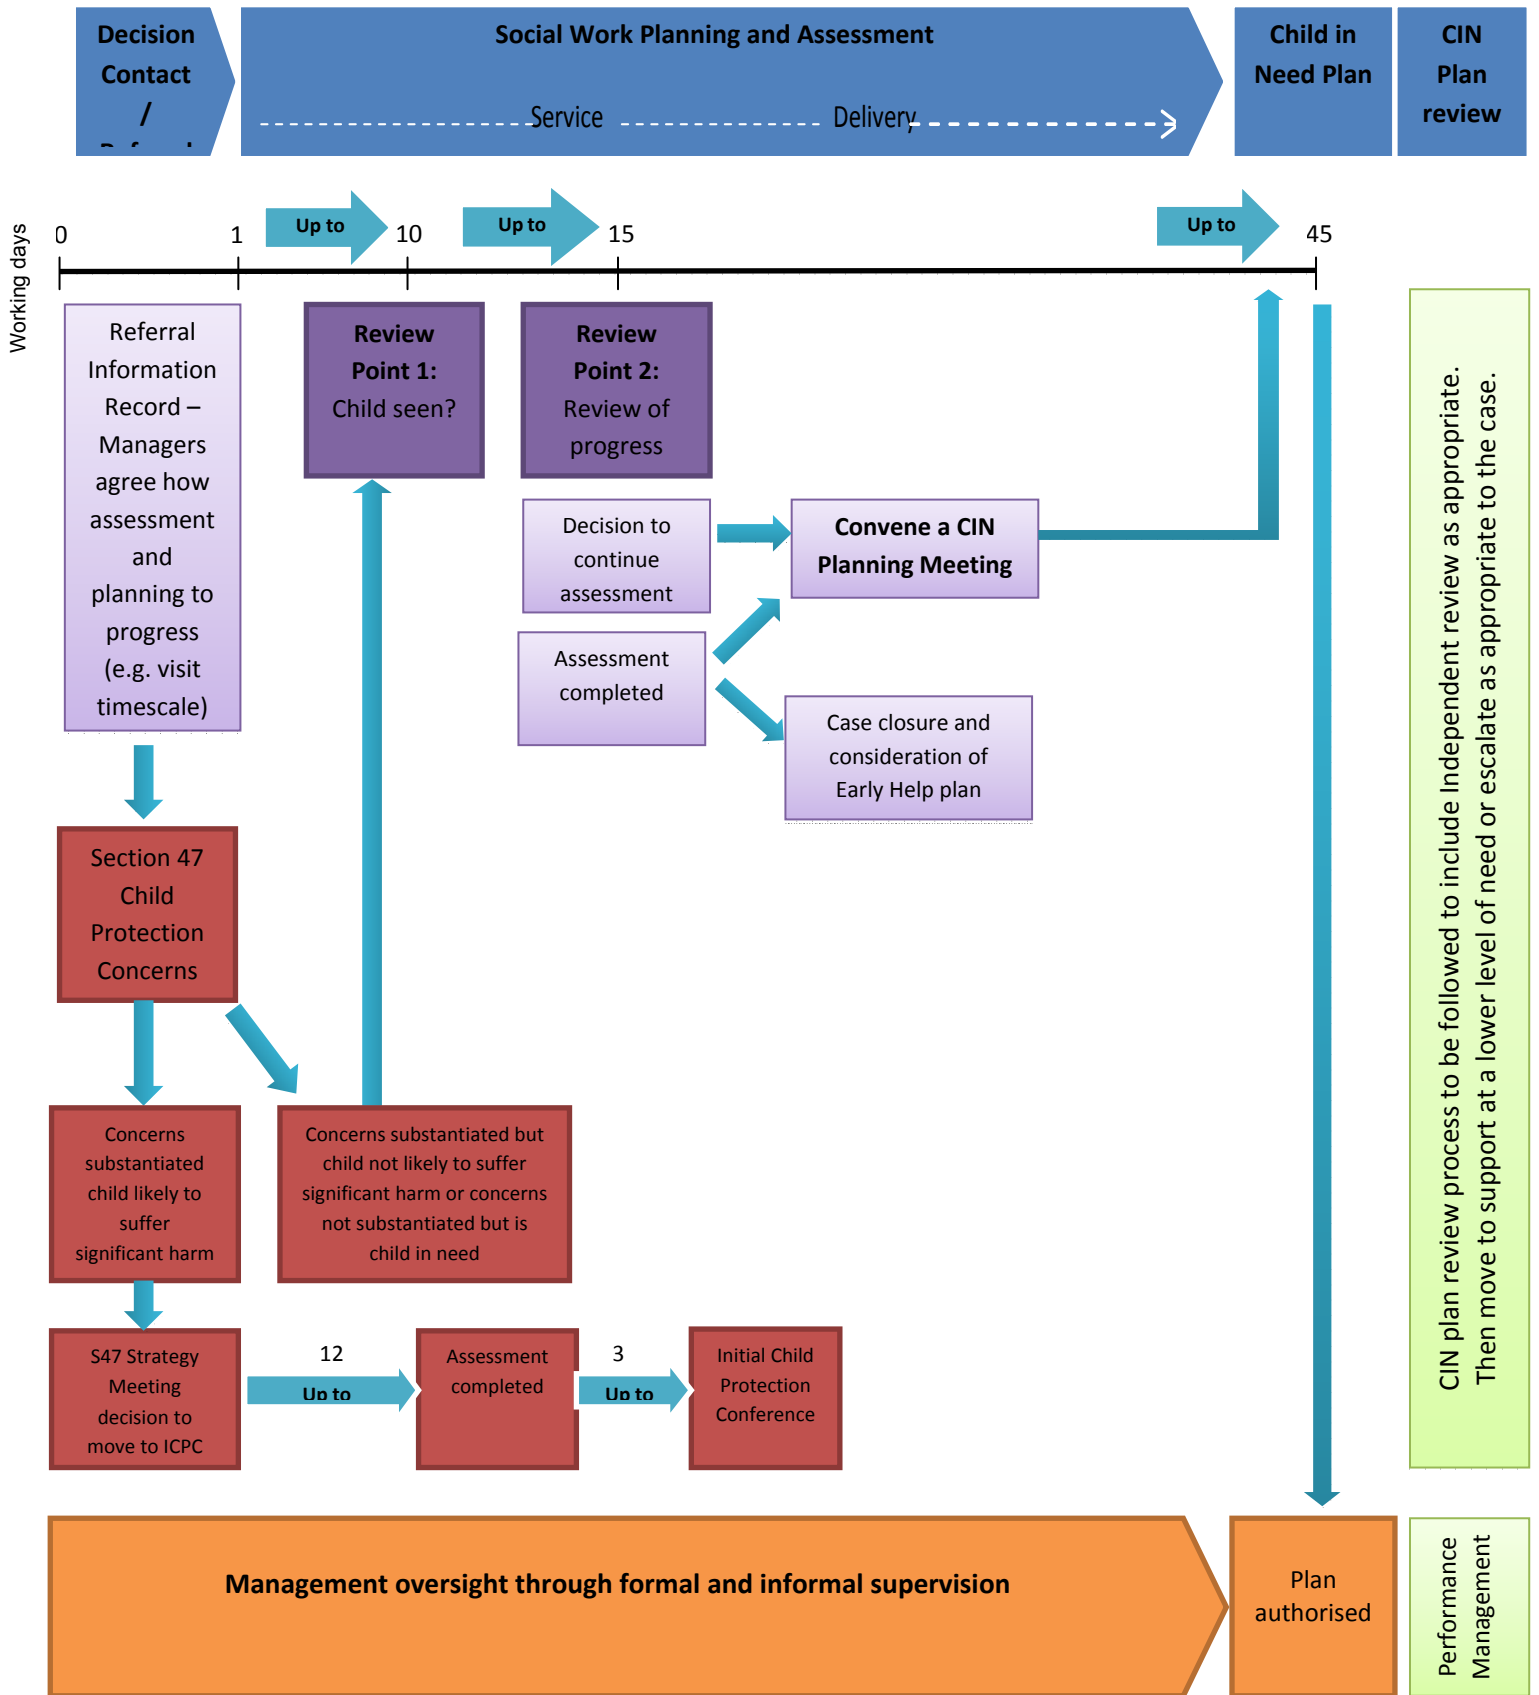 Decision
Contact
/
Social Work Planning and Assessment
Service
Delivery
Child in
Need Plan
CIN
Plan
review
Working days
0
1
Up to
10
Up to
15
Up to
45
Referral
Information
Record –
Managers
agree how
assessment
and
planning to
progress
(e.g. visit
timescale)
Review
Point 1:
Child seen?
Review
Point 2:
Review of
progress
Decision to
continue
assessment
Convene a CIN
Planning Meeting
Assessment
completed
Case closure and
consideration of
Early Help plan
Section 47
Child
Protection
Concerns
Concerns
substantiated
child likely to
suffer
significant harm
Concerns substantiated but
child not likely to suffer
significant harm or concerns
not substantiated but is
child in need
S47 Strategy
Meeting
decision to
move to ICPC
12
Up to
Assessment
completed
3
Up to
Initial Child
Protection
Conference
CIN plan review process to be followed to include Independent review as appropriate.
Then move to support at a lower level of need or escalate as appropriate to the case.
Management oversight through formal and informal supervision
Plan
authorised
Performance
Management